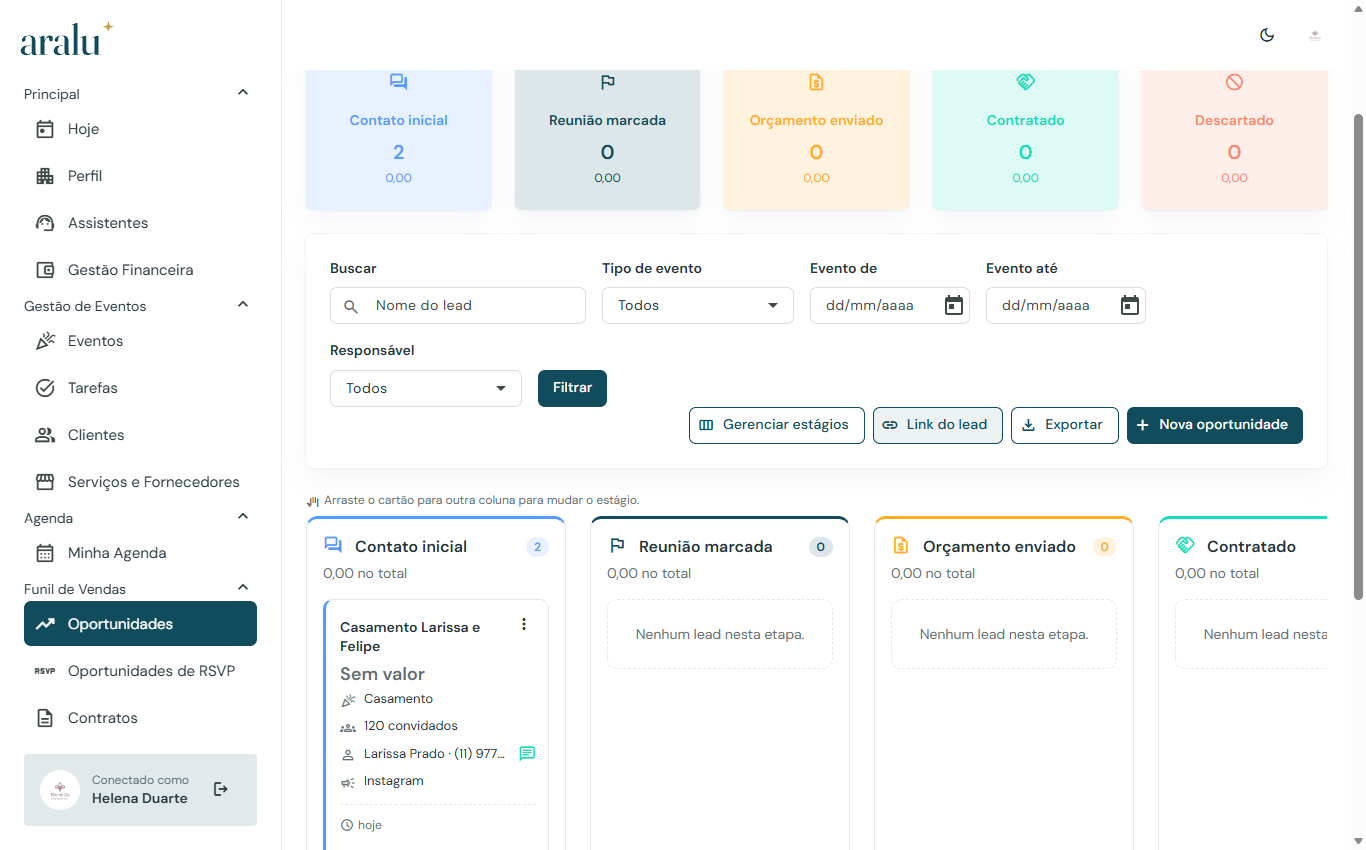 aralu
Principal
Hoje
Perfil
Assistentes
Gestão Financeira
Gestão de Eventos
Eventos
Tarefas
Clientes
Serviços e Fornecedores
Agenda
Minha Agenda
Funil de Vendas
Oportunidades
RSVP Oportunidades de RSVP
Contratos
Conectado como
Helena Duarte
Contato inicial
2
0,00
Reunião marcada
0
0,00
Orçamento enviado
0
0,00
Contratado
0
0,00
Descartado
0
0,00
Buscar
Nome do lead
Tipo de evento
Todos
Evento de
dd/mm/aaaa
Evento até
dd/mm/aaaa
Responsável
Todos
Filtrar
Gerenciar estágios
Link do lead
Exportar
+ Nova oportunidade
Arraste o cartão para outra coluna para mudar o estágio.
Contato inicial 2
0,00 no total
Casamento Larissa e
Felipe
Sem valor
Casamento
120 convidados
Larissa Prado · (11) 977...
Instagram
hoje
Reunião marcada 0
0,00 no total
Nenhum lead nesta etapa.
Orçamento enviado 0
0,00 no total
Nenhum lead nesta etapa.
Contratado
0,00 no total
Nenhum lead nesta